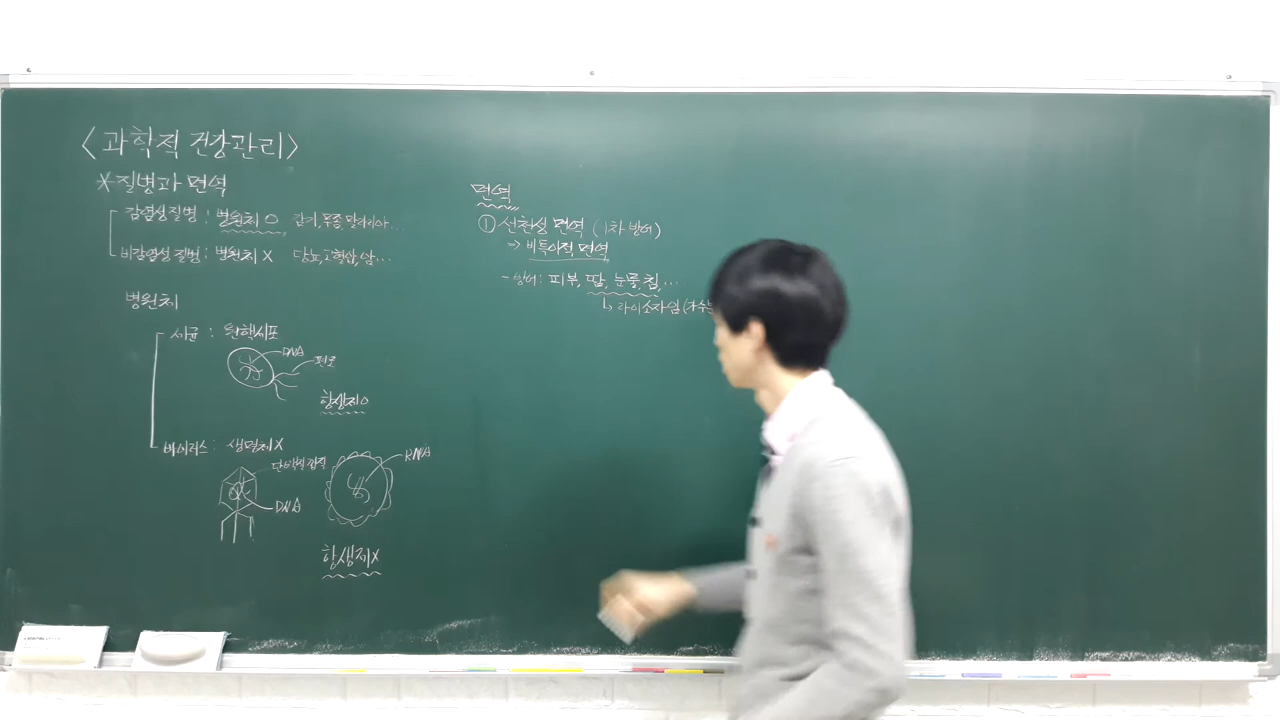 <과학적 건강관리>
*질병과 면역
감염성 질병 : 병원체 O 감기, 무좀, 말라리아...
비감염성 질병 : 병원체 X 당뇨, 고혈압, 암...
병원체
세균 : 원핵세포
DNA
편모
항생제 O
바이러스 : 생명체 X
단백질 껍질
DNA
RNA
항생제 X
면역
① 선천성 면역 (1차 방어)
⇒ 비특이적 면역
- 방어 : 피부, 땀, 눈물, 침, ...
↳ 라이소자임 (가수분